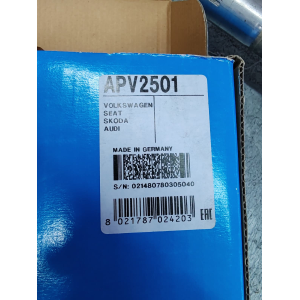 APV2501
VOLKSWAGEN
SEAT
SKODA
AUDI
MADE IN GERMANY
S/N: 021480780305040
8 021787 024203
EAC